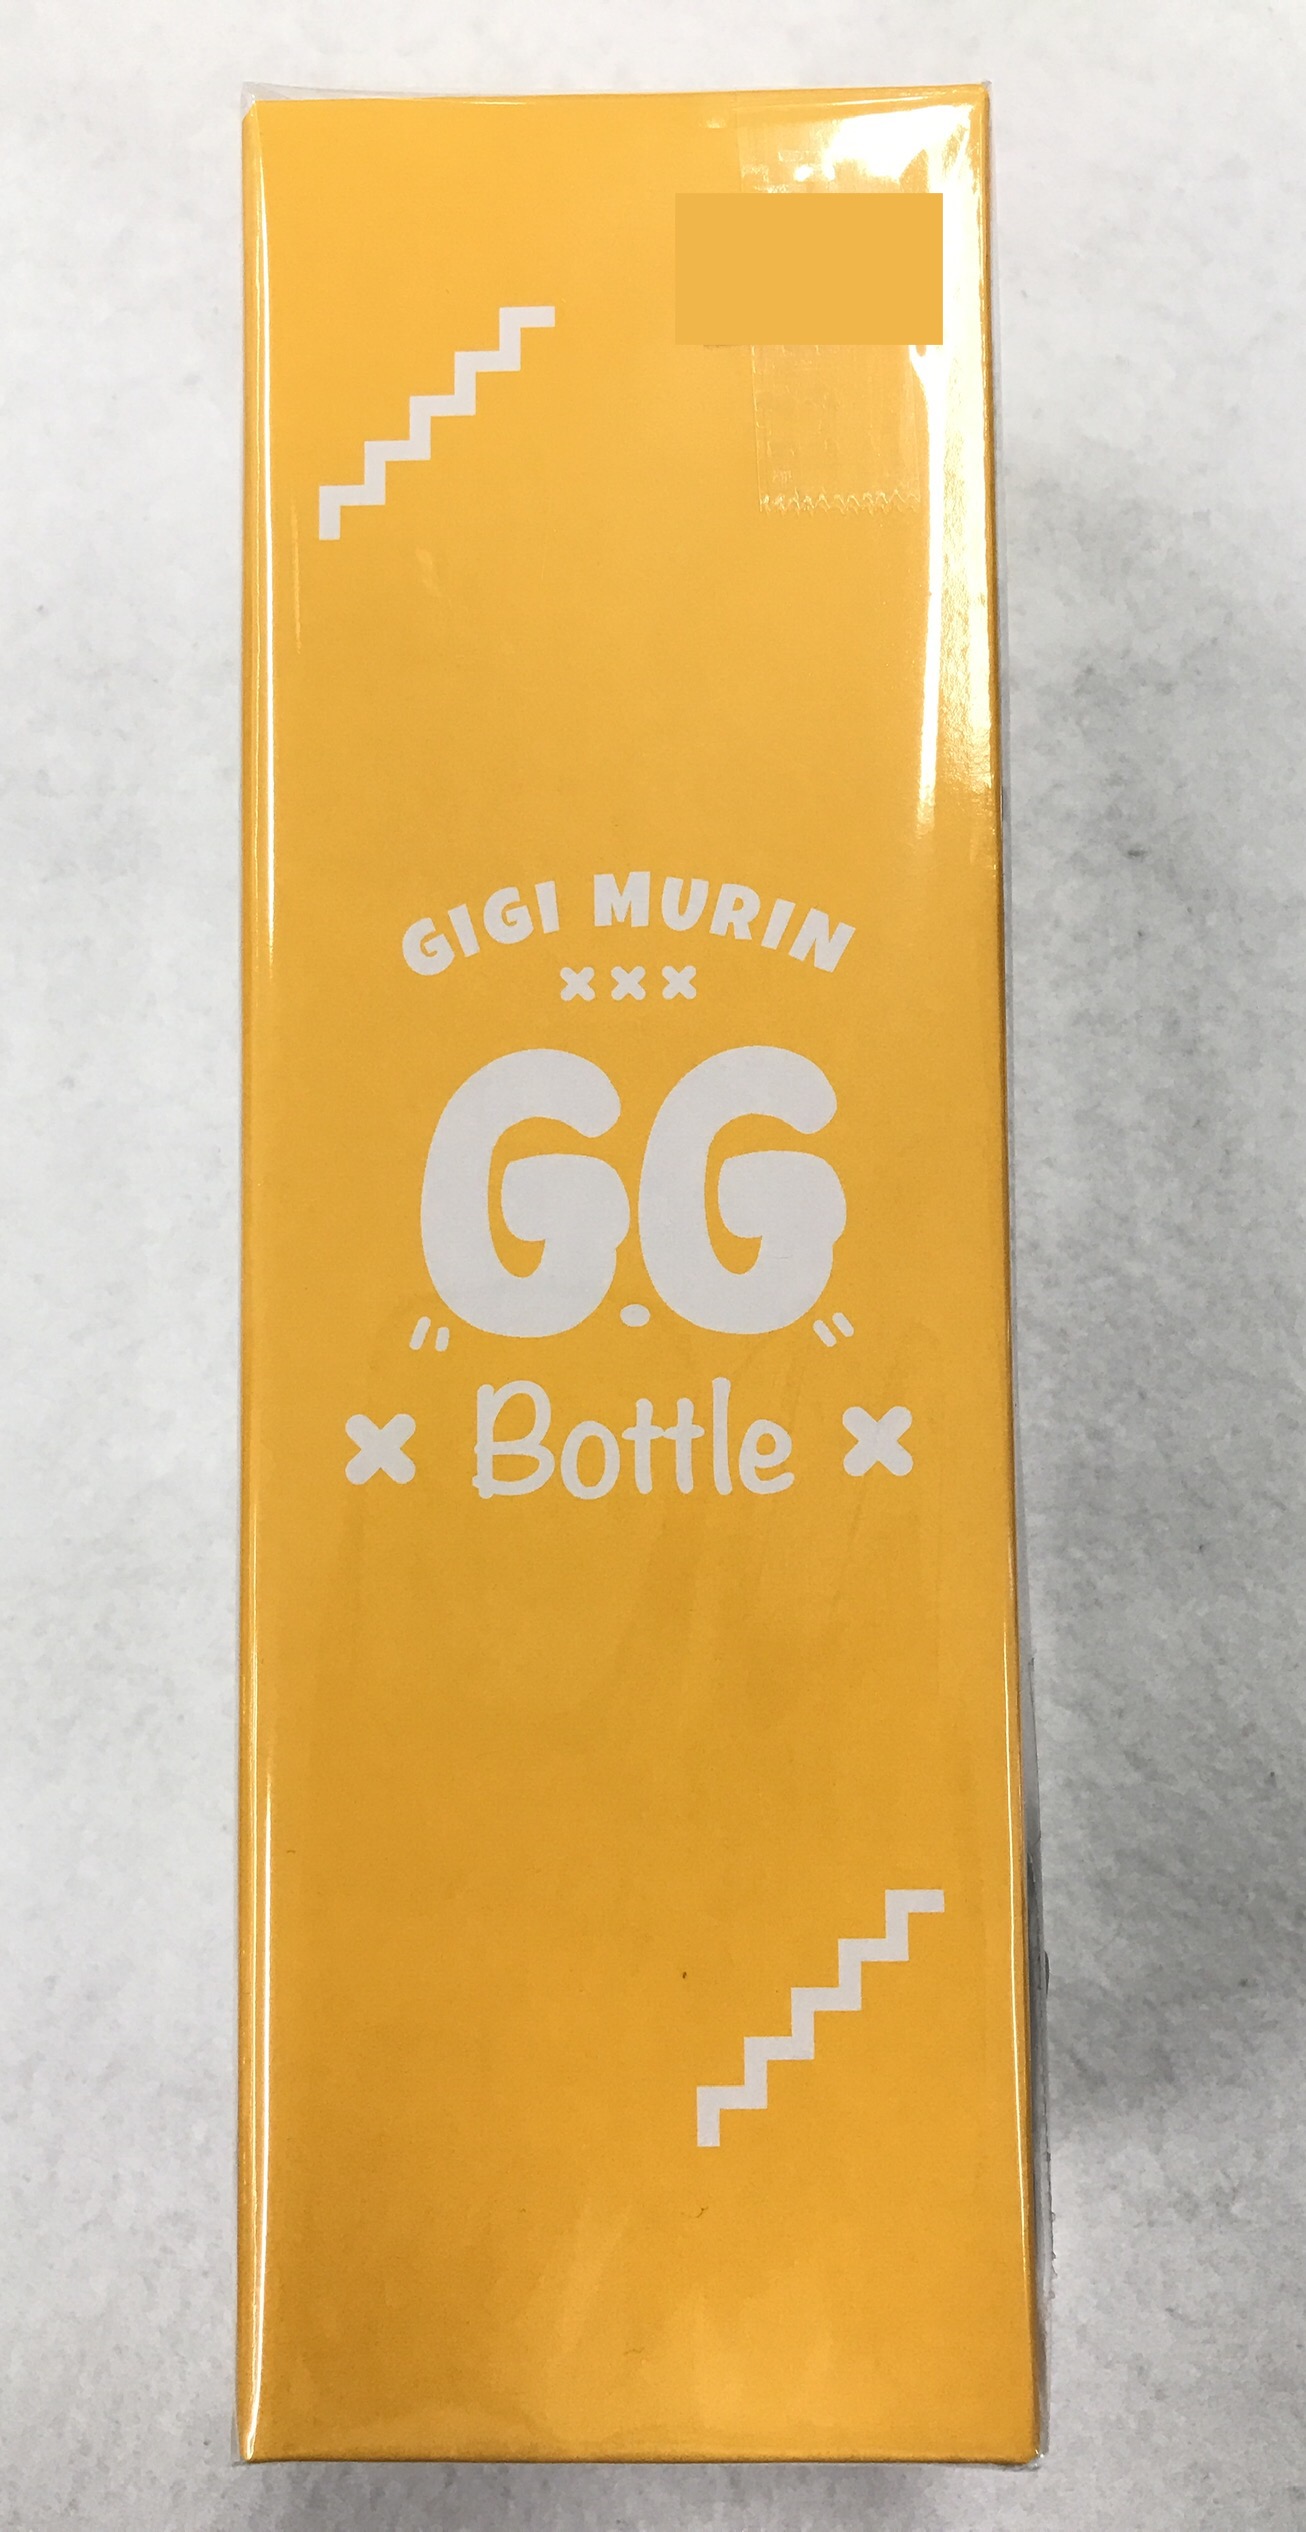 GIGI MURIN
×××
G.G
× Bottle ×